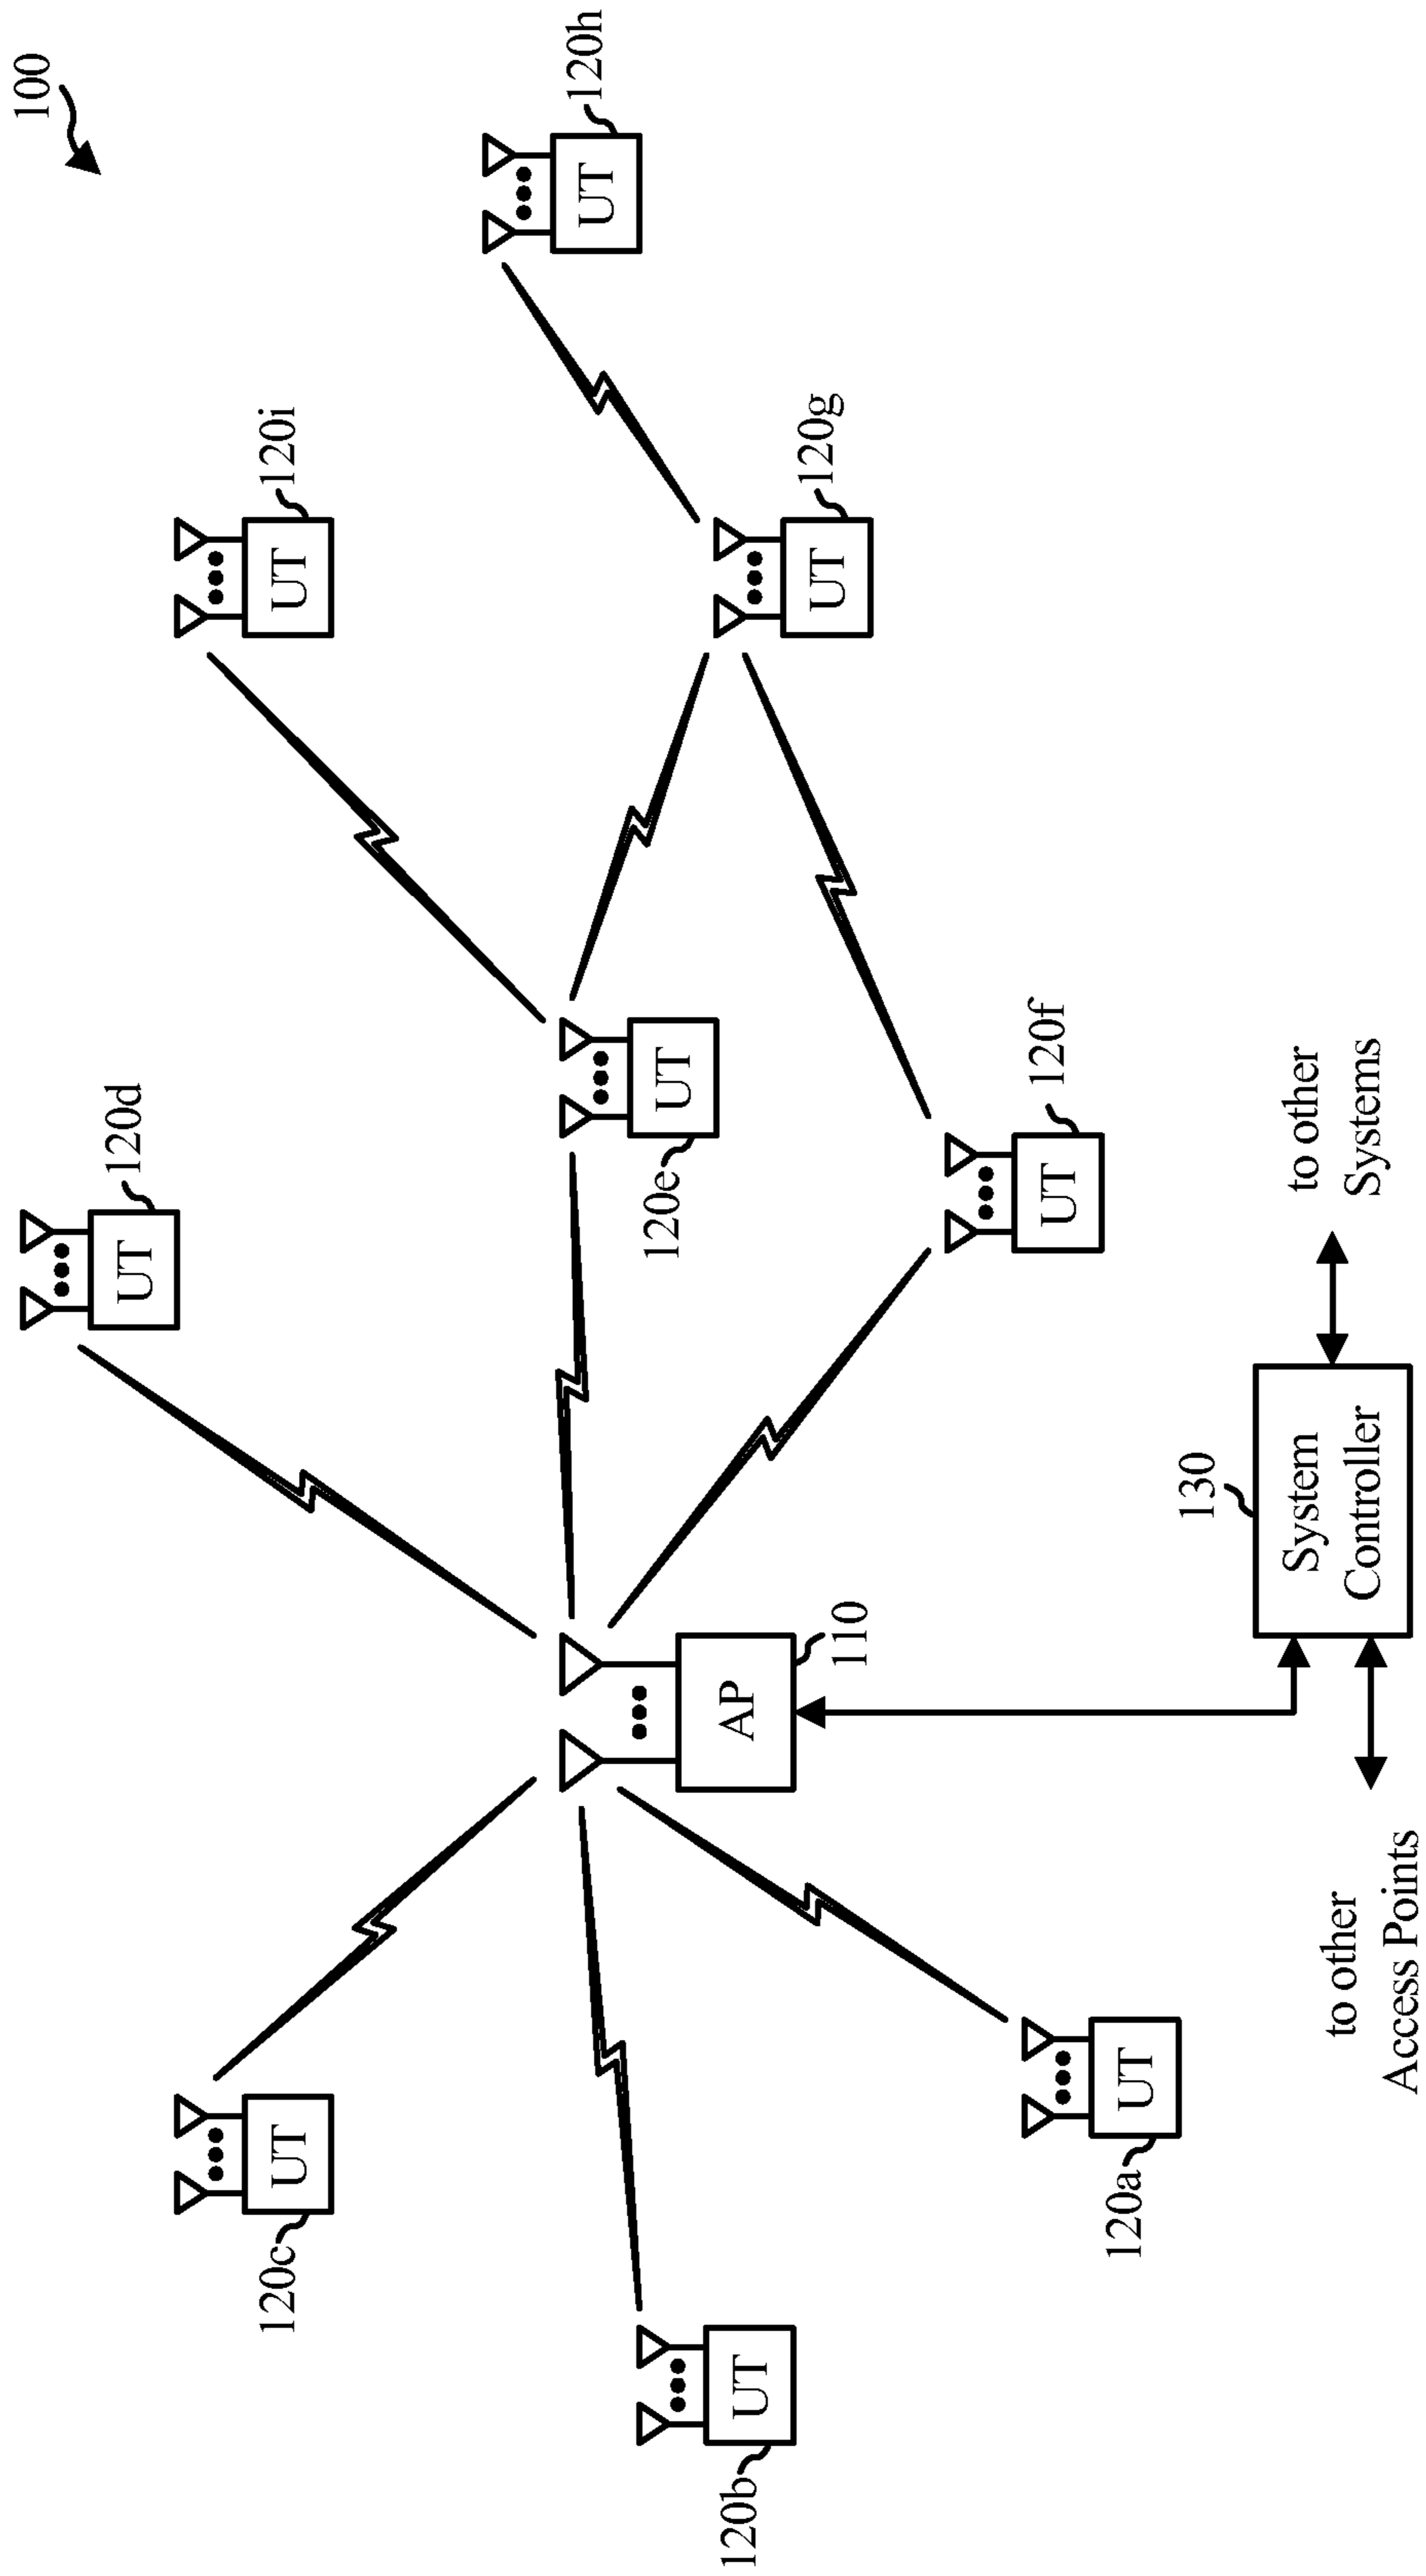 100
UT
120d
UT
120c
UT
120i
UT
120h
UT
120e
UT
120b
AP
110
UT
120g
UT
120f
UT
120a
130
System
Controller
to other
Access Points
to other
Systems